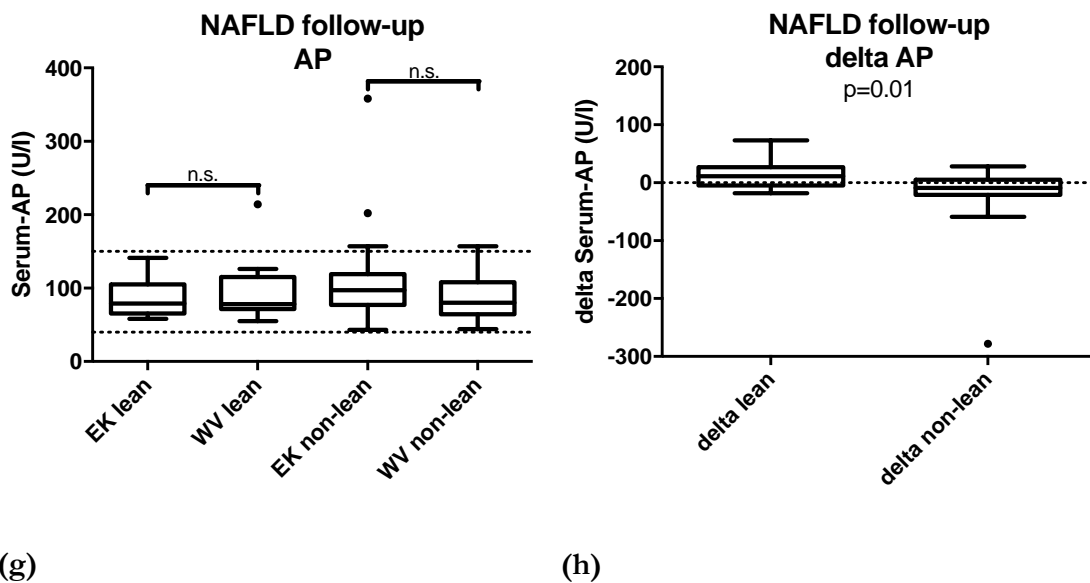 NAFLD follow-up
AP
400
300
200
100
0
Serum-AP (U/l)
n.s.
n.s.
EK lean
WV lean
EK non-lean
WV non-lean
(g)
NAFLD follow-up
delta AP
p=0.01
200
100
0
-100
-200
-300
delta Serum-AP (U/l)
delta lean
delta non-lean
(h)